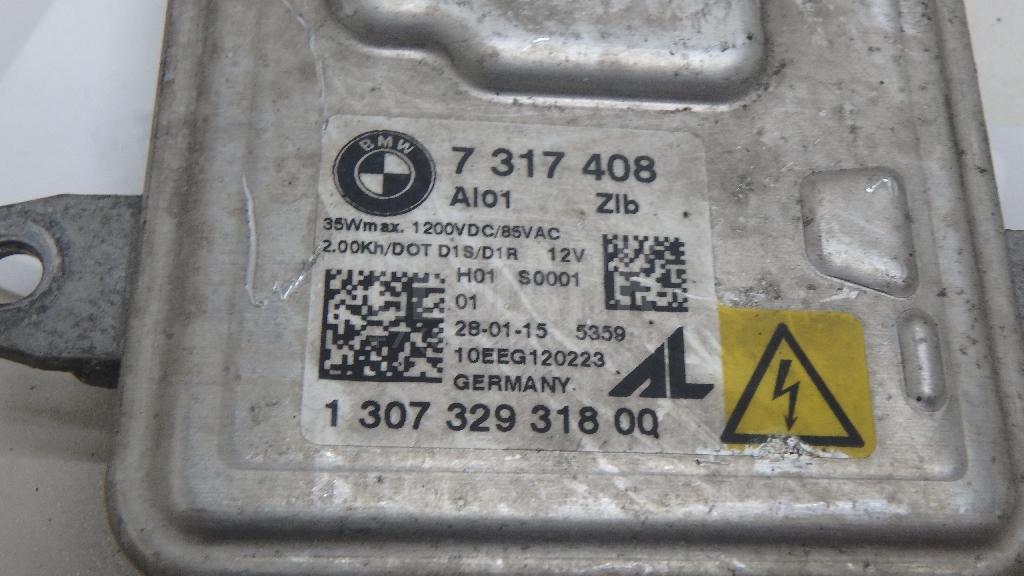 BMW
7 317 408
AI01 ZIb
35Wmax. 1200VDC/85VAC
2.00Kh/DOT D1S/D1R 12V
H01 S0001
01
28-01-15 5359
10EEG120223
GERMANY
AL
1 307 329 318 00